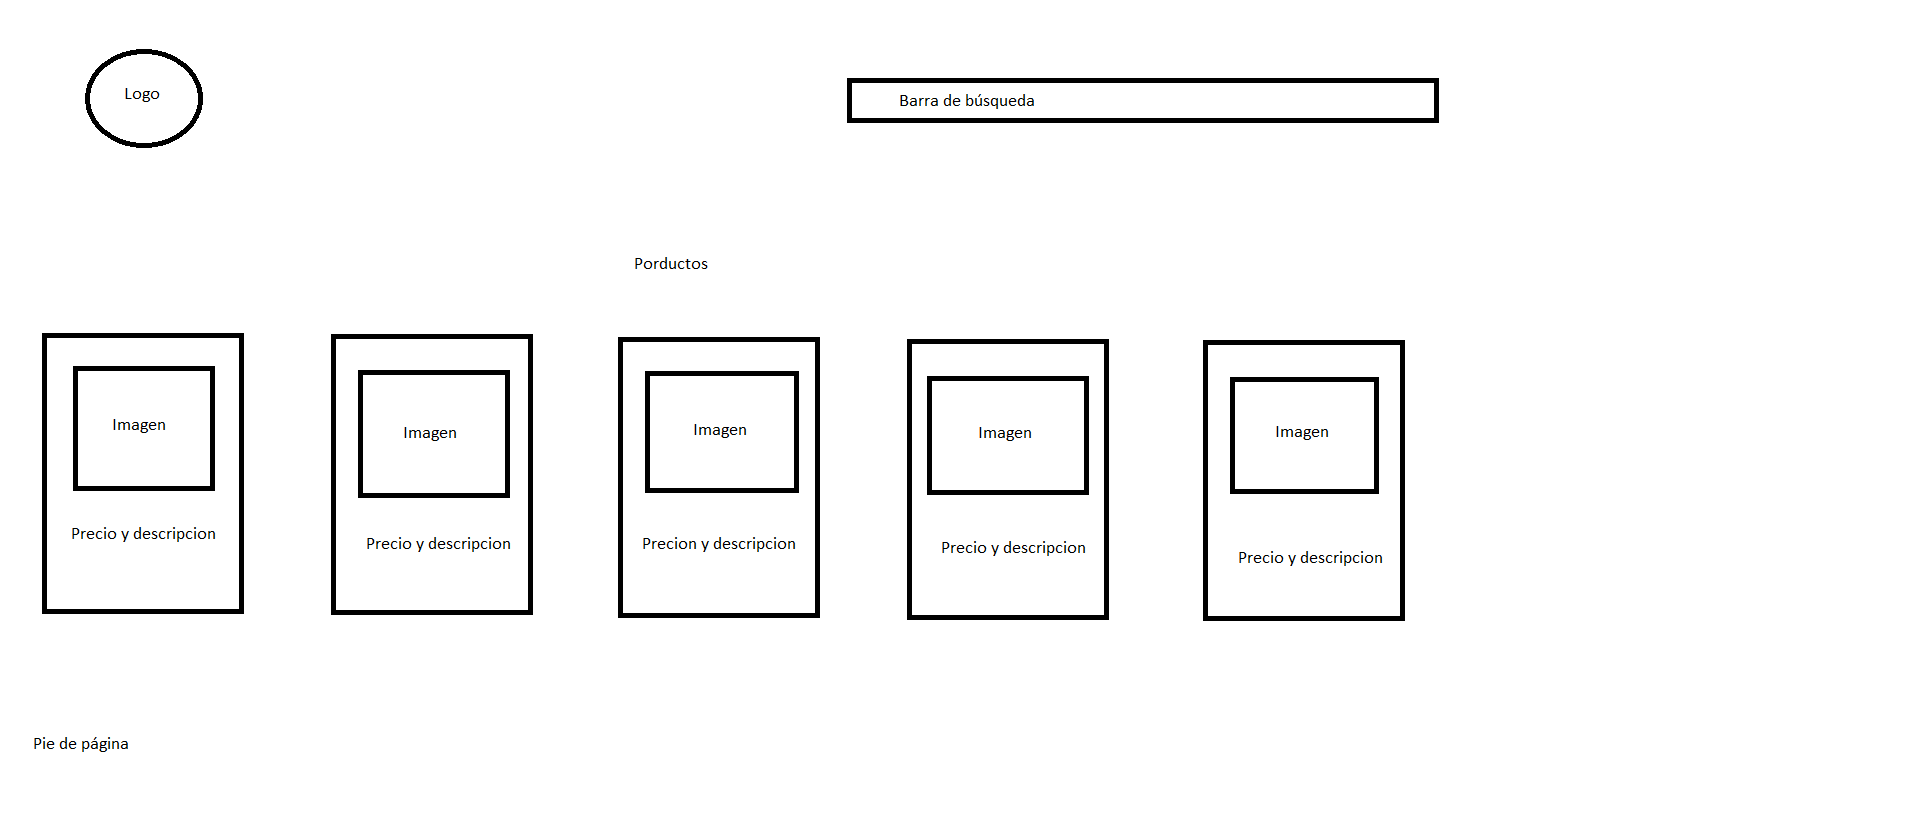 Logo
Barra de búsqueda
Porductos
Imagen
Imagen
Imagen
Imagen
Imagen
Precio y descripcion
Precio y descripcion
Precion y descripcion
Precio y descripcion
Precio y descripcion
Pie de página